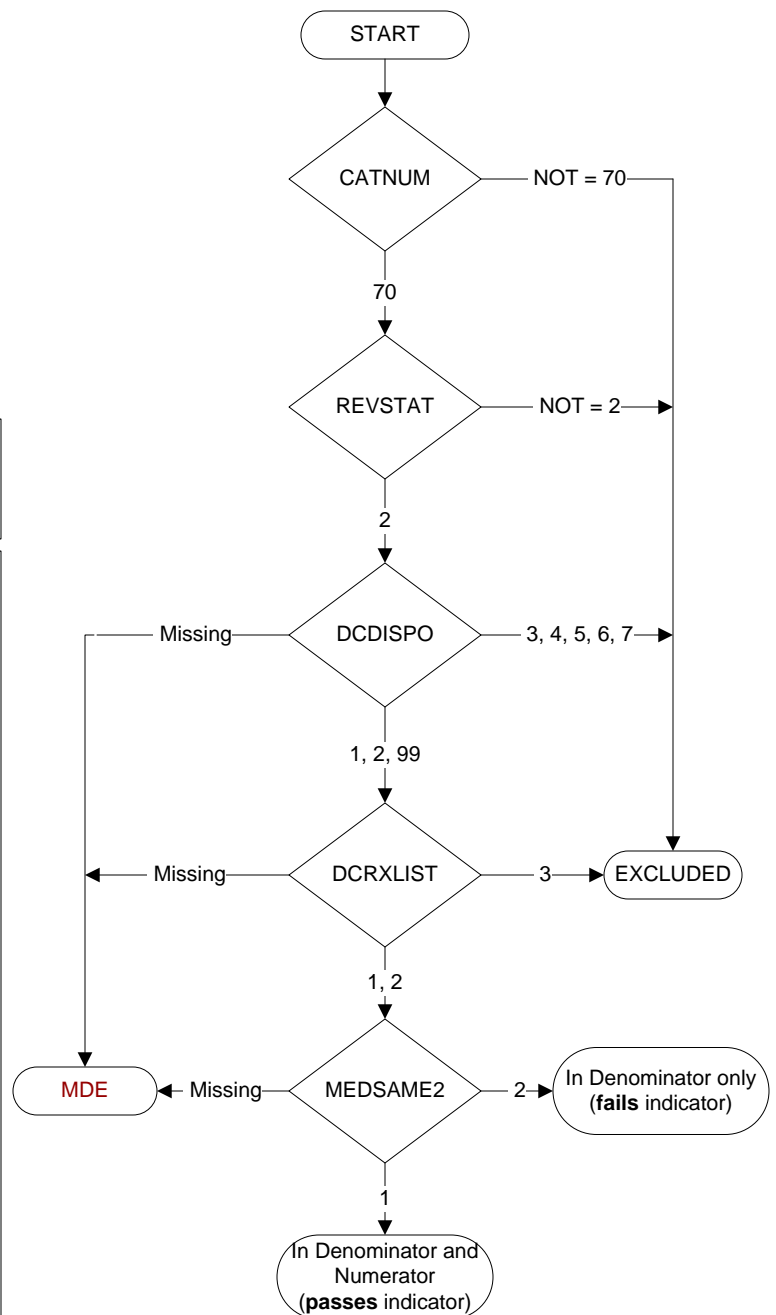 START
CATNUM
NOT = 70
70
REVSTAT
NOT = 2
2
Missing
DCDISPO
3, 4, 5, 6, 7
1, 2, 99
Missing
DCRXLIST
3
EXCLUDED
1, 2
MDE
Missing
MEDSAME2
2
In Denominator only
(fails indicator)
1
In Denominator and
Numerator
(passes indicator)